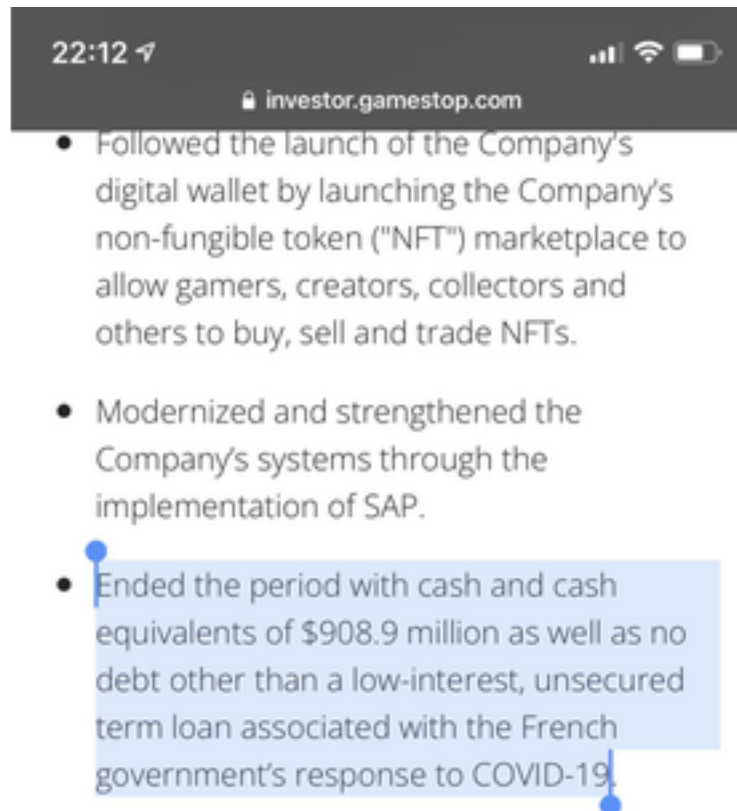 22:12
investor.gamestop.com
Followed the launch of the Company's
digital wallet by launching the Company's
non-fungible token ("NFT") marketplace to
allow gamers, creators, collectors and
others to buy, sell and trade NFTs.
Modernized and strengthened the
Company's systems through the
implementation of SAP.
Ended the period with cash and cash
equivalents of $908.9 million as well as no
debt other than a low-interest, unsecured
term loan associated with the French
government's response to COVID-19.